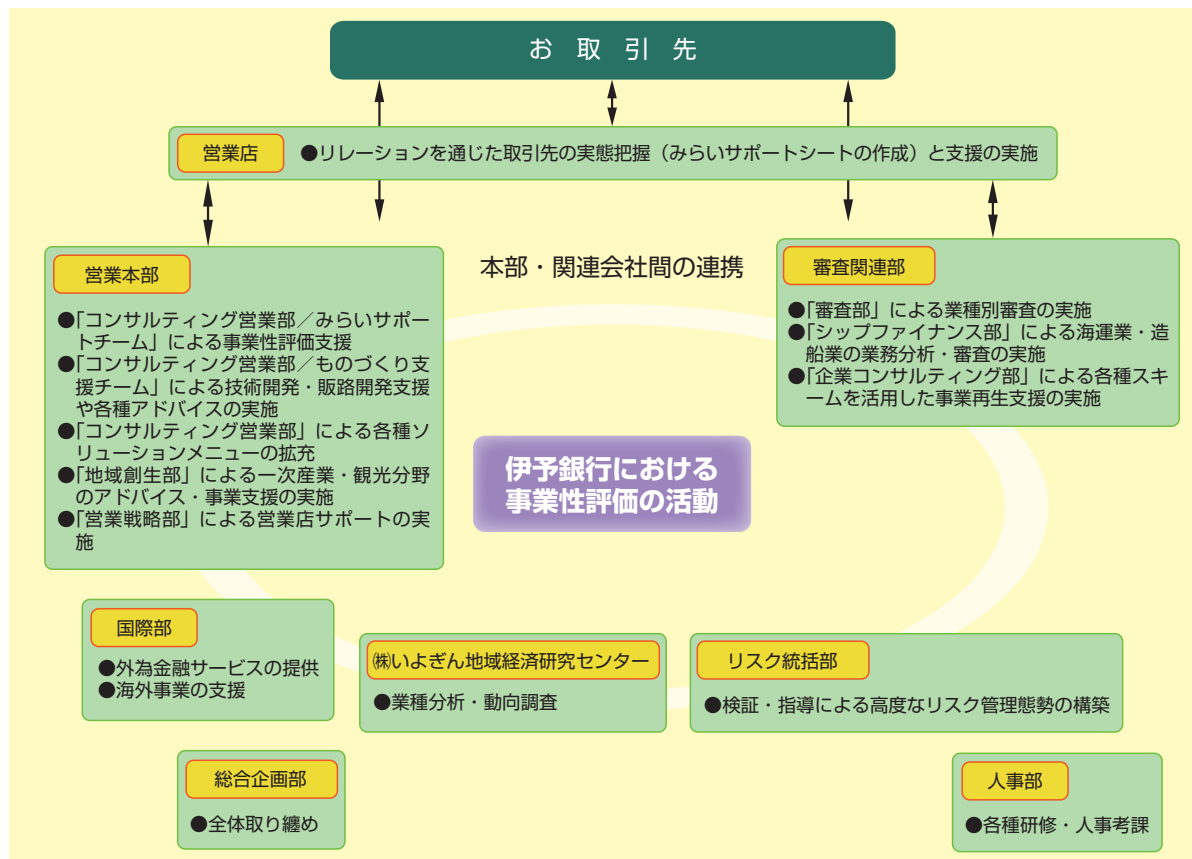 お取引先
営業店
●リレーションを通じた取引先の実態把握（みらいサポートシートの作成）と支援の実施
営業本部
●「コンサルティング営業部／みらいサポー
トチーム」による事業性評価支援
●「コンサルティング営業部／ものづくり支
援チーム」による技術開発・販路開発支援
や各種アドバイスの実施
●「コンサルティング営業部」による各種ソ
リューションメニューの拡充
●「地域創生部」による一次産業・観光分野
のアドバイス・事業支援の実施
●「営業戦略部」による営業店サポートの実
施
本部・関連会社間の連携
審査関連部
●「審査部」による業種別審査の実施
●「シップファイナンス部」による海運業・造
船業の業務分析・審査の実施
●「企業コンサルティング部」による各種スキ
ームを活用した事業再生支援の実施
伊予銀行における
事業性評価の活動
国際部
●外為金融サービスの提供
●海外事業の支援
㈱いよぎん地域経済研究センター
●業種分析・動向調査
リスク統括部
●検証・指導による高度なリスク管理態勢の構築
総合企画部
●全体取り纏め
人事部
●各種研修・人事考課